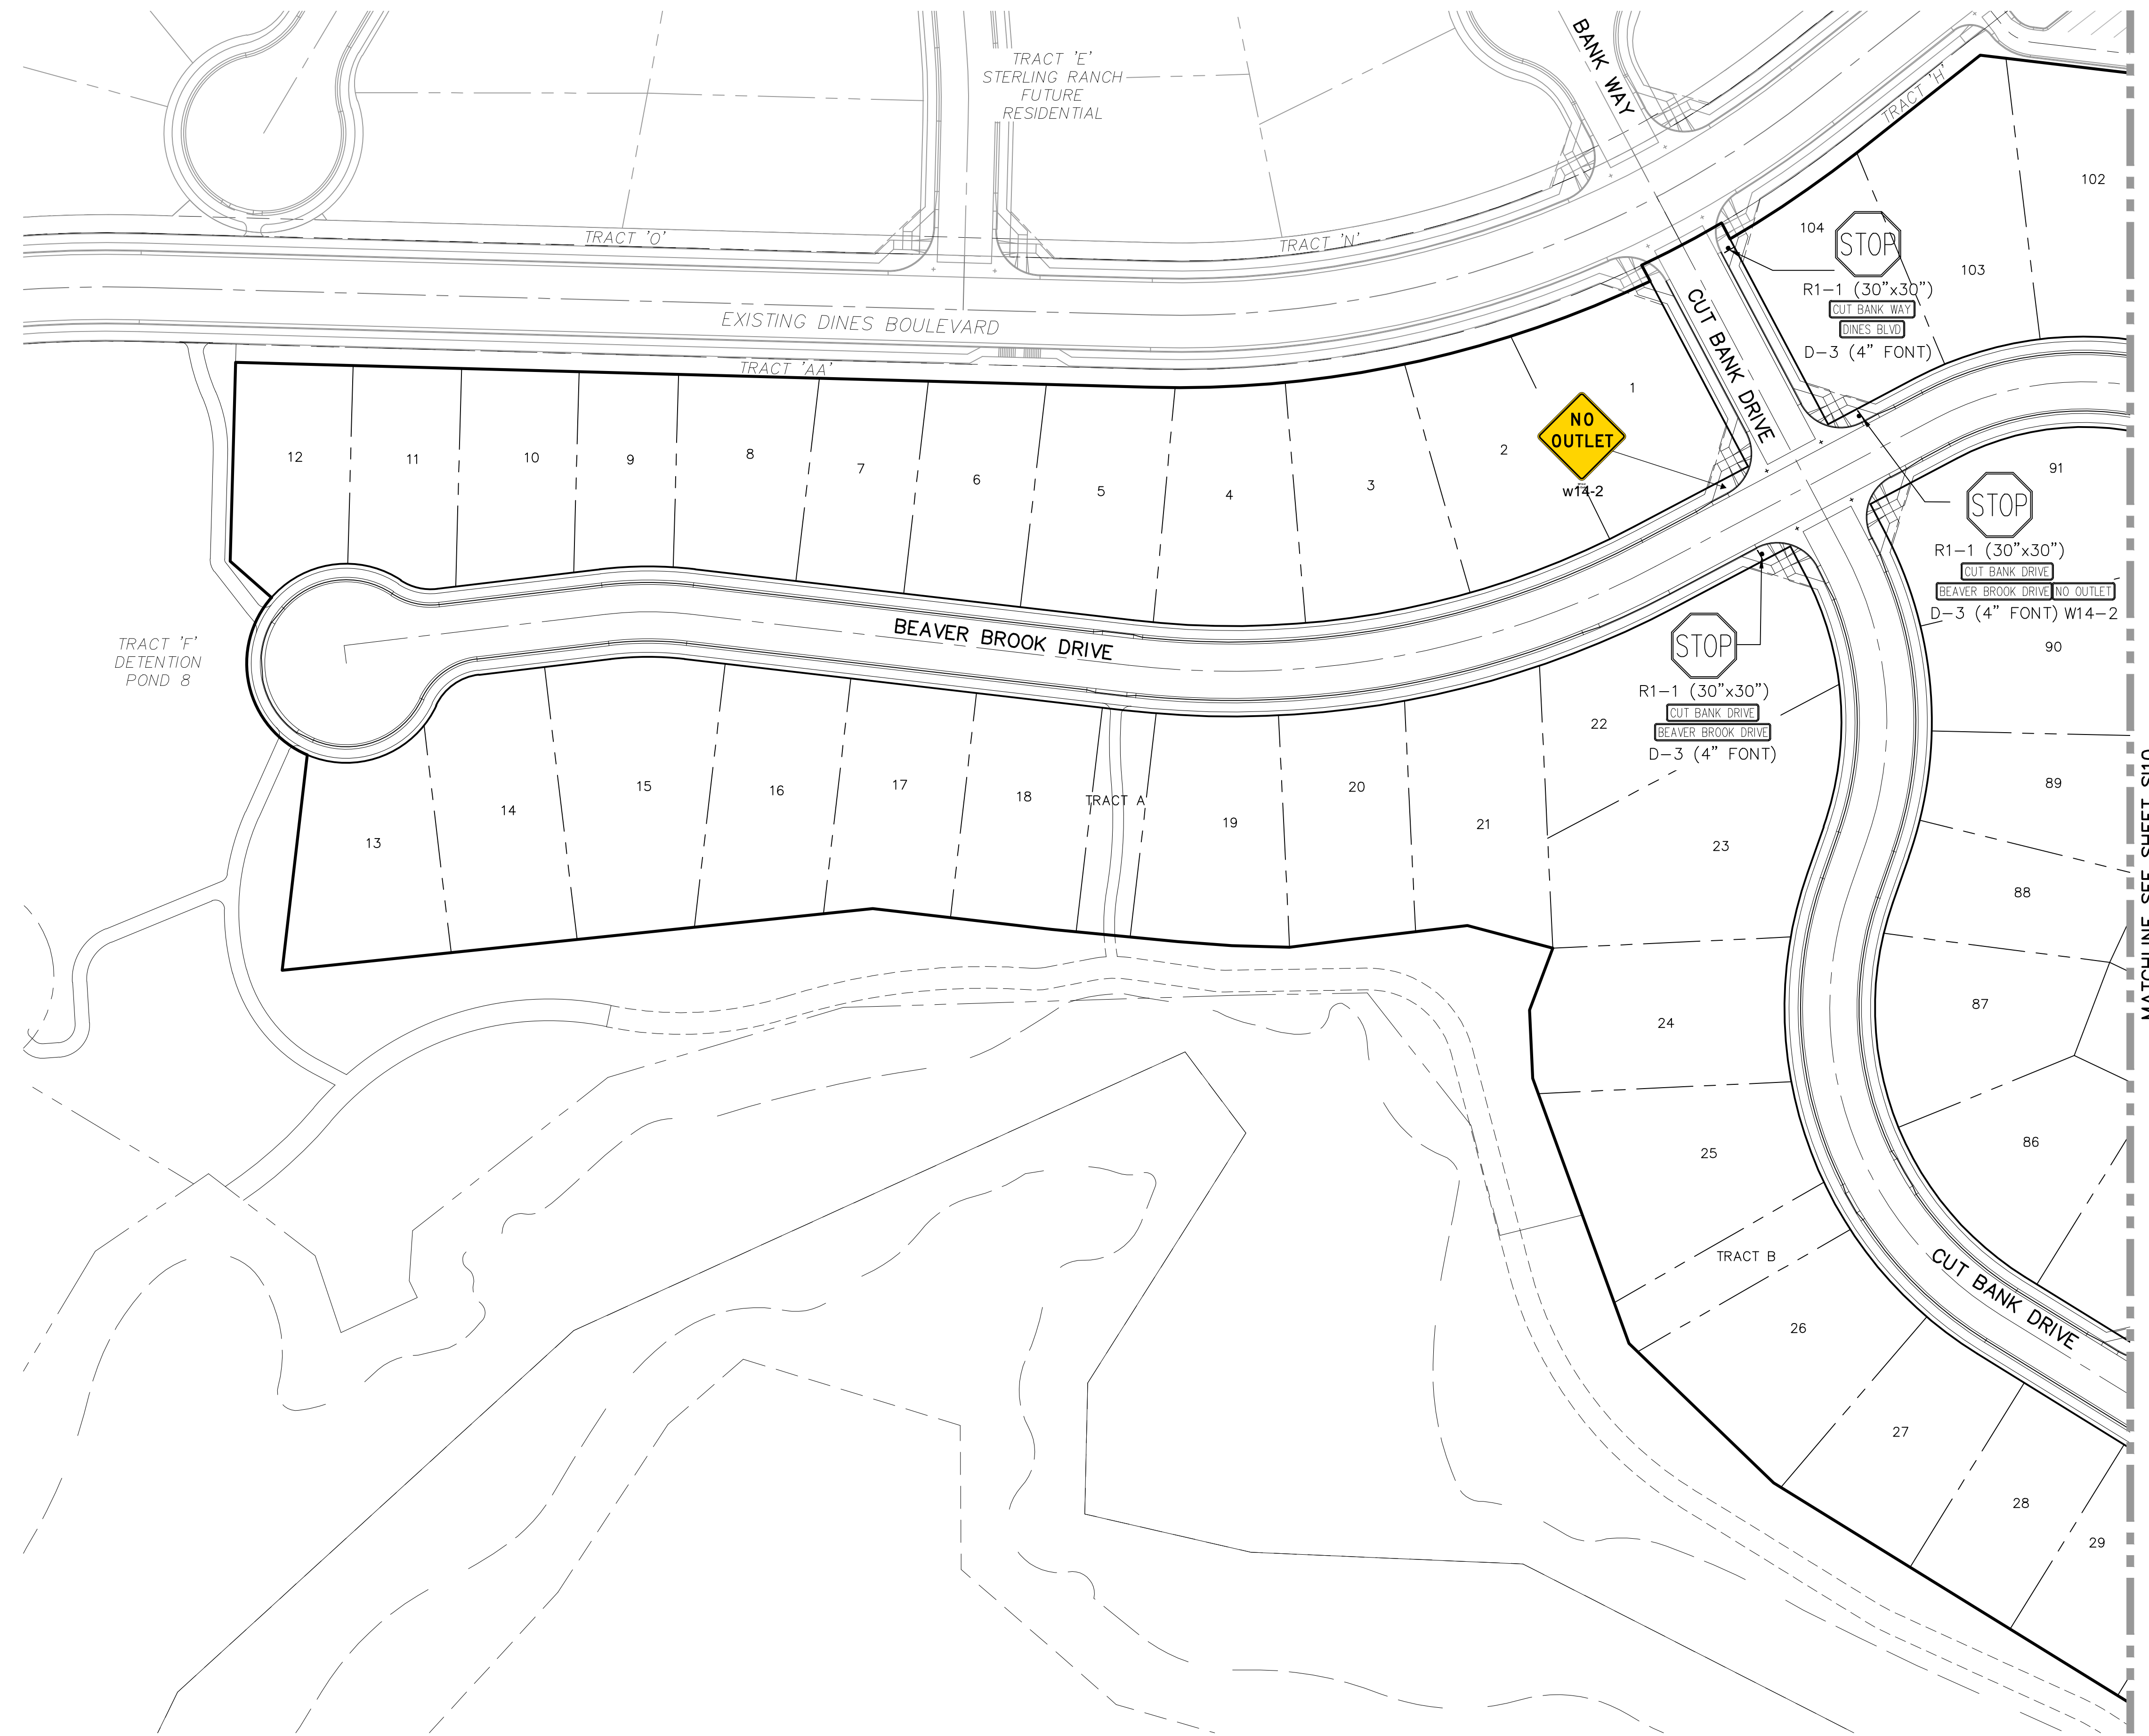 TRACT 'E'
STERLING RANCH
FUTURE
RESIDENTIAL
BANK WAY
TRACT 'H'
102
104
STOP
103
R1-1 (30"x30")
CUT BANK WAY
DINES BLVD
D-3 (4" FONT)
TRACT 'O'
TRACT 'N'
EXISTING DINES BOULEVARD
CUT BANK DRIVE
TRACT 'AA'
1
NO
OUTLET
W14-2
12
11
10
9
8
7
6
5
4
3
2
91
STOP
R1-1 (30"x30")
CUT BANK DRIVE
BEAVER BROOK DRIVE NO OUTLET
D-3 (4" FONT) W14-2
90
BEAVER BROOK DRIVE
TRACT 'F'
DETENTION
POND 8
STOP
R1-1 (30"x30")
CUT BANK DRIVE
BEAVER BROOK DRIVE
D-3 (4" FONT)
22
89
13
14
15
16
17
18
TRACT A
19
20
21
23
88
MATCHLINE SEE SHEET SI10
24
87
25
86
TRACT B
CUT BANK DRIVE
26
27
28
29